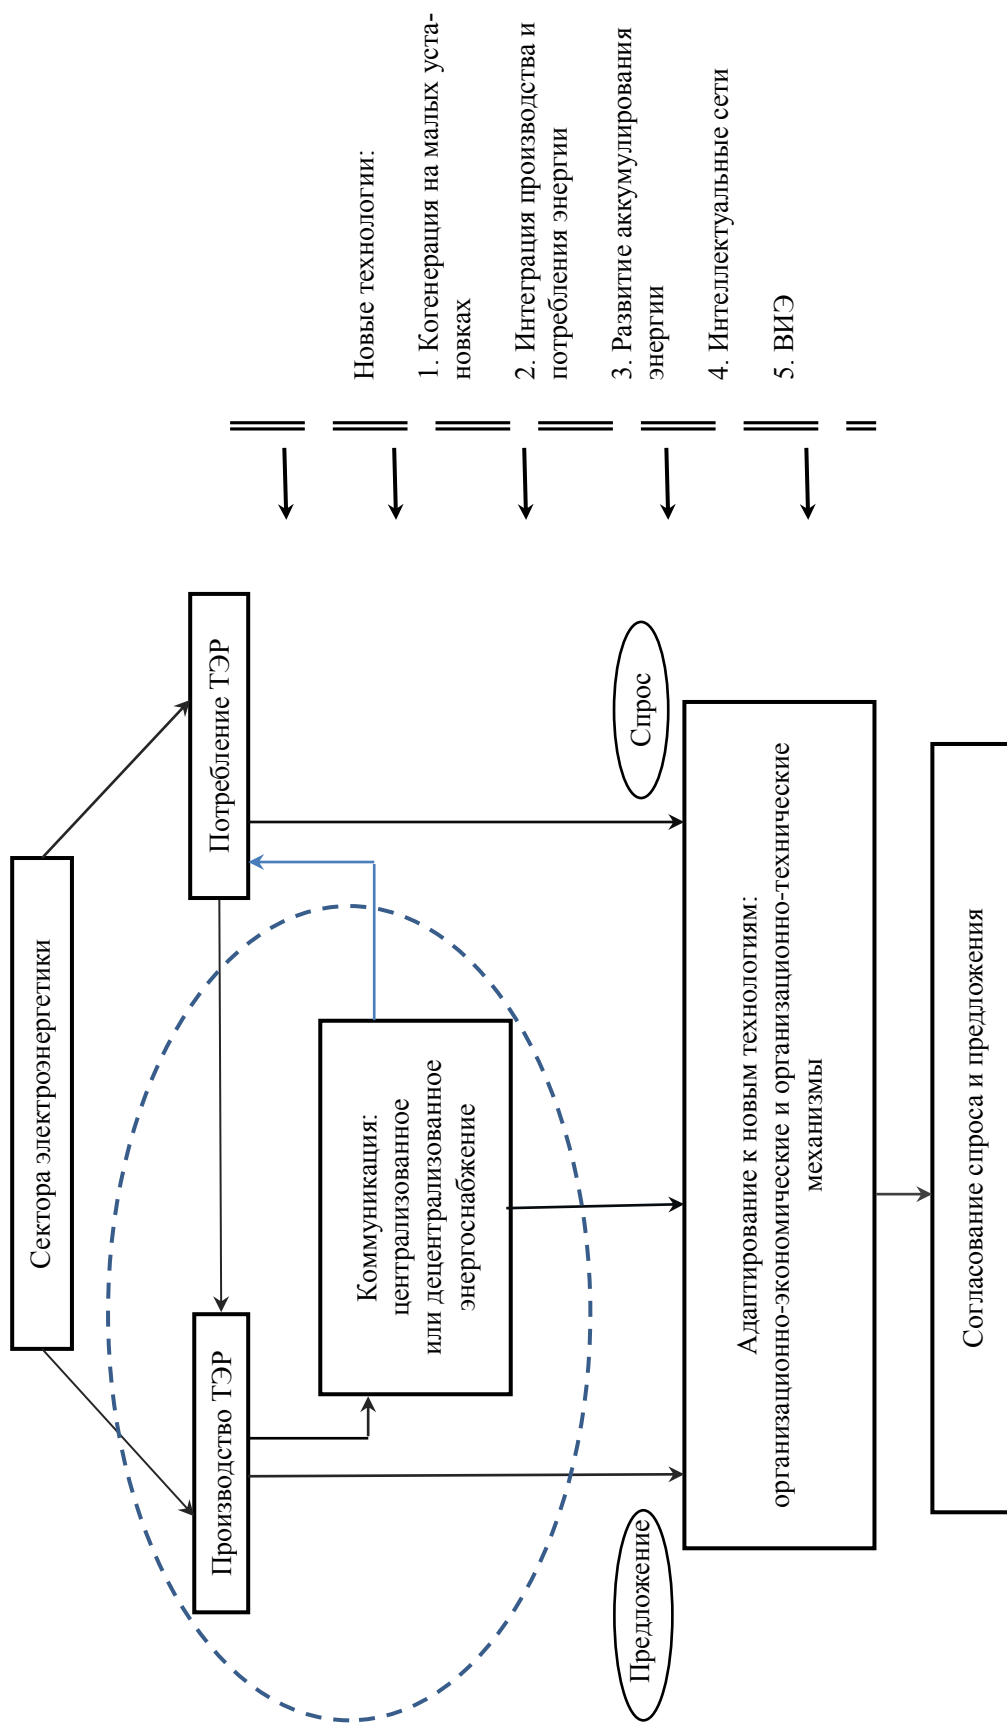 Сектора электроэнергетики
Производство ТЭР
Потребление ТЭР
Коммуникация:
централизованное
или децентрализованное
энергоснабжение
Предложение
Спрос
Адаптирование к новым технологиям:
организационно-экономические и организационно-технические
механизмы
Согласование спроса и предложения
Новые технологии:
1. Когенерация на малых уста-
новках
2. Интеграция производства и
потребления энергии
3. Развитие аккумулирования
энергии
4. Интеллектуальные сети
5. ВИЭ